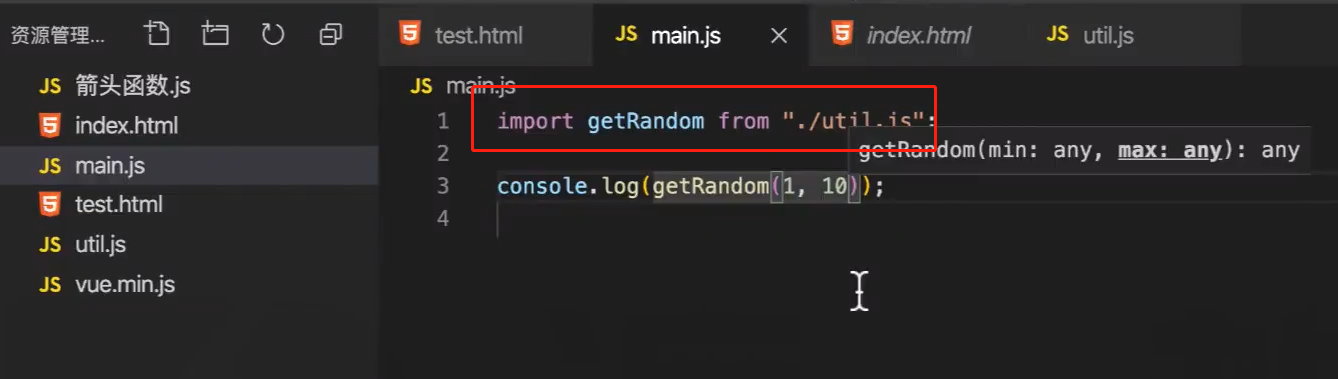 资源管理...
JS 箭头函数.js
index.html
main.js
test.html
JS util.js
JS vue.min.js
test.html
JS main.js
index.html
JS util.js
JS main.js
1 import getRandom from "./util.js";
2
getRandom(min: any, max: any): any
3 console.log(getRandom(1, 10));
4